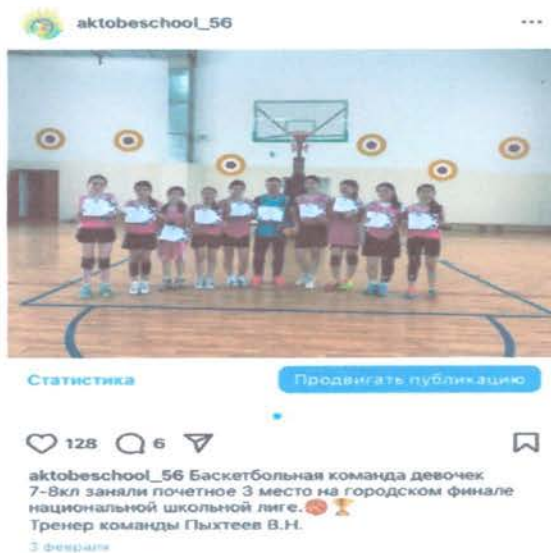 aktobeschool_56
Статистика
Продвигать публикацию
128 6
aktobeschool_56 Баскетбольная команда девочек
7-8кл заняли почетное 3 место на городском финале
национальной школьной лиге.🏀🏆
Тренер команды Пыхтеев В.Н.
3 февраля